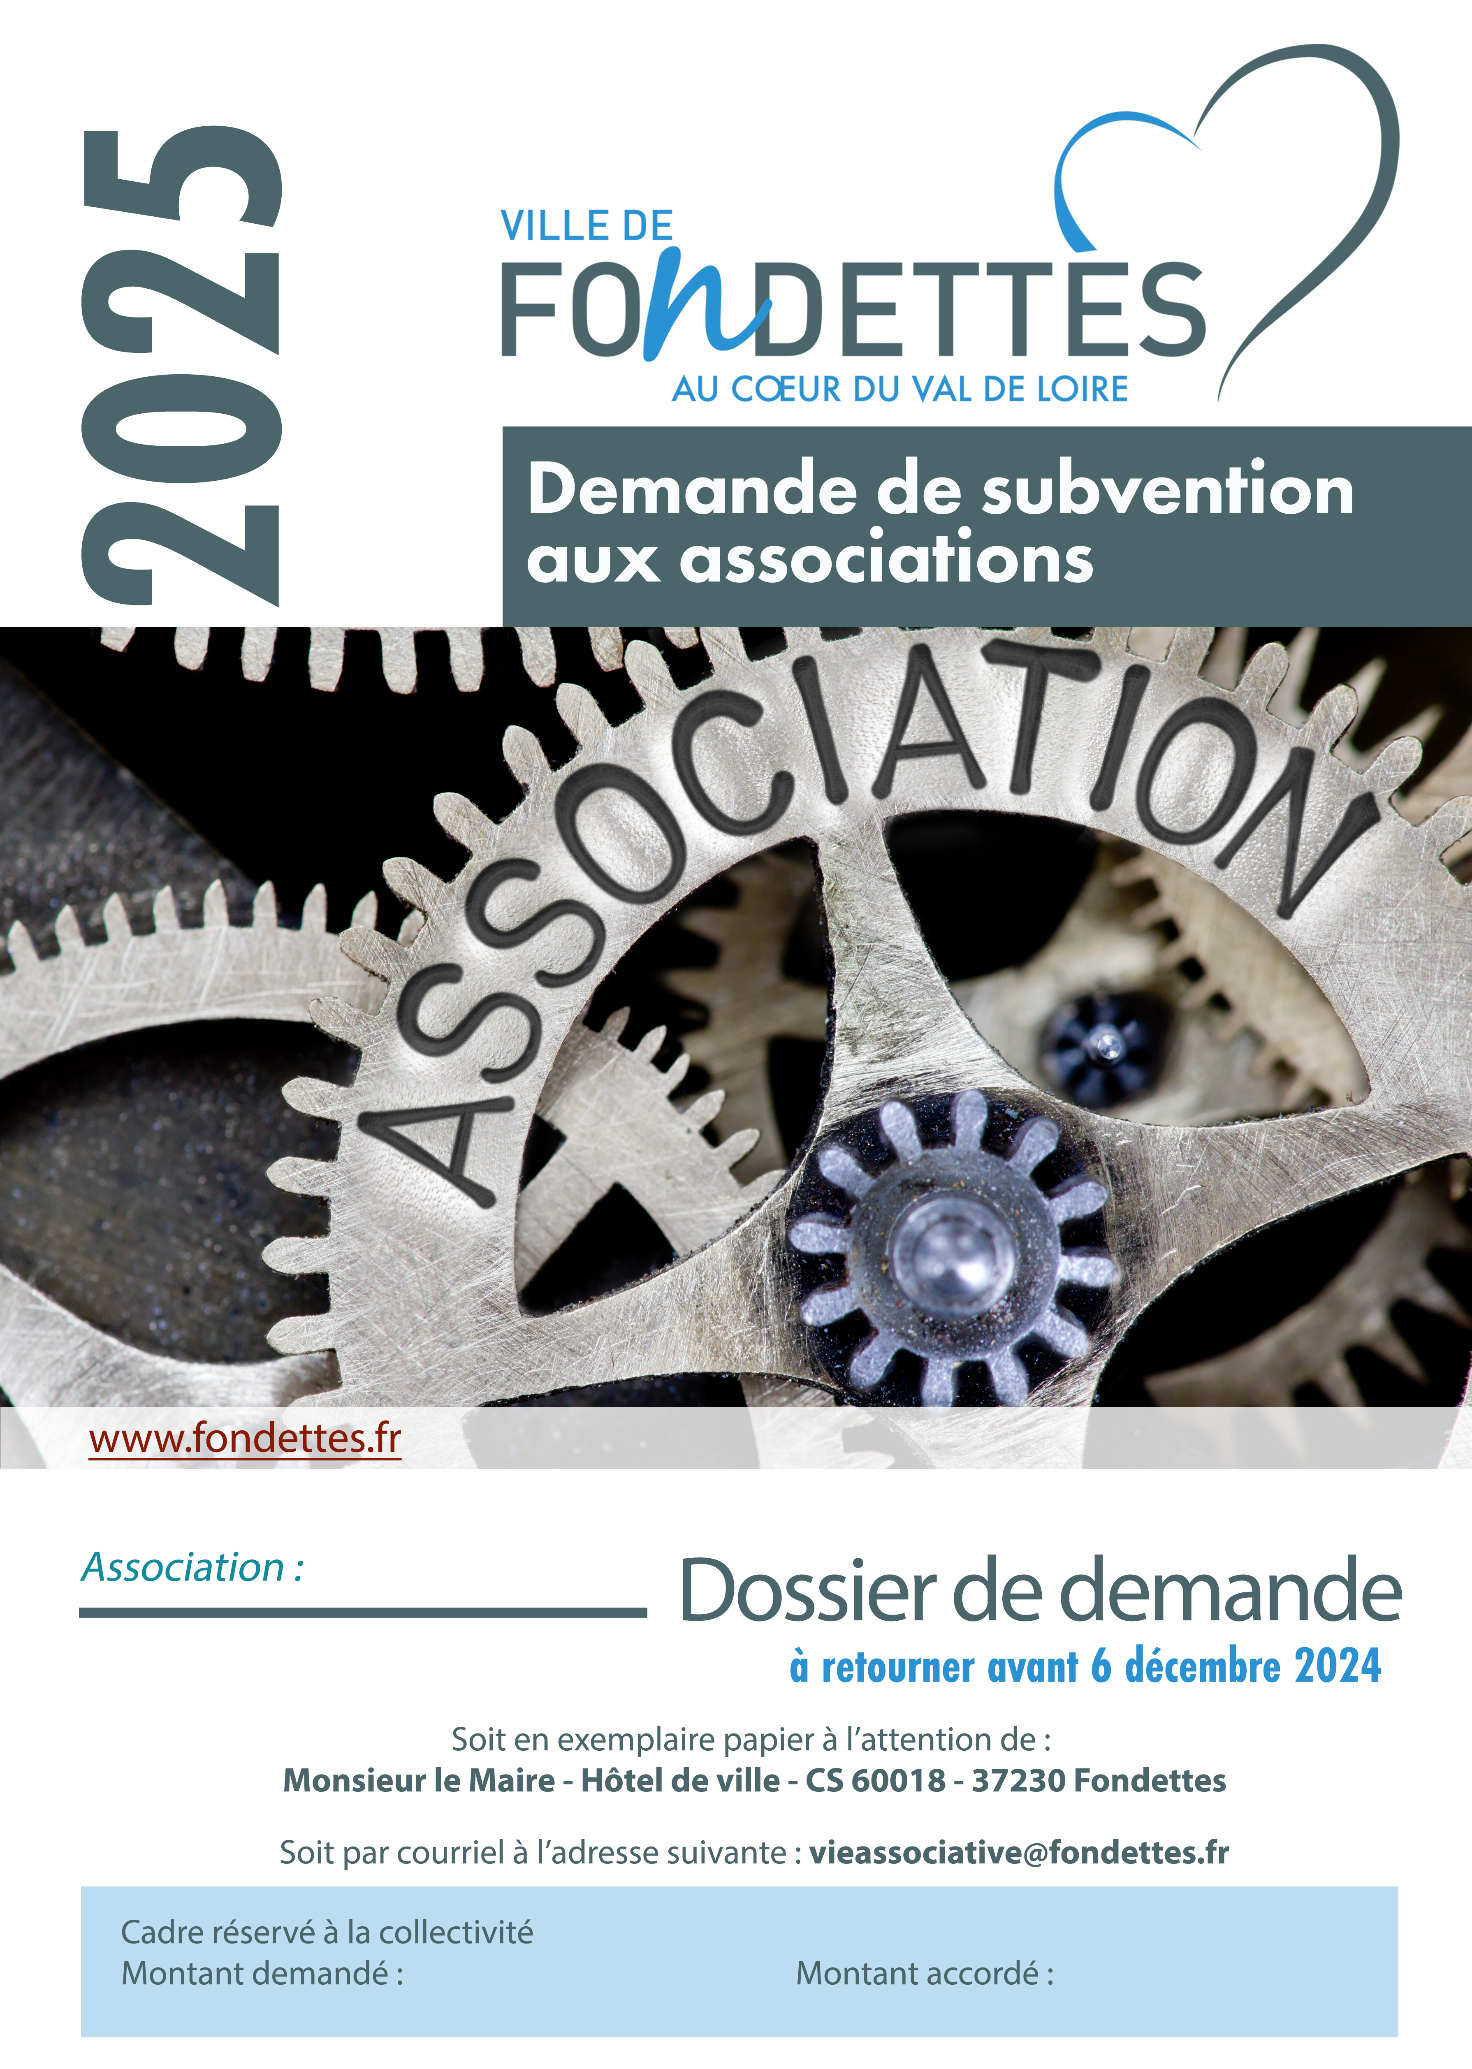 2025
VILLE DE
FONDETTES
AU CŒUR DU VAL DE LOIRE
Demande de subvention
aux associations
ASSOCIATION
www.fondettes.fr
Association :
Dossier de demande
à retourner avant 6 décembre 2024
Soit en exemplaire papier à l’attention de :
Monsieur le Maire - Hôtel de ville - CS 60018 - 37230 Fondettes
Soit par courriel à l’adresse suivante : vieassociative@fondettes.fr
Cadre réservé à la collectivité
Montant demandé : Montant accordé :